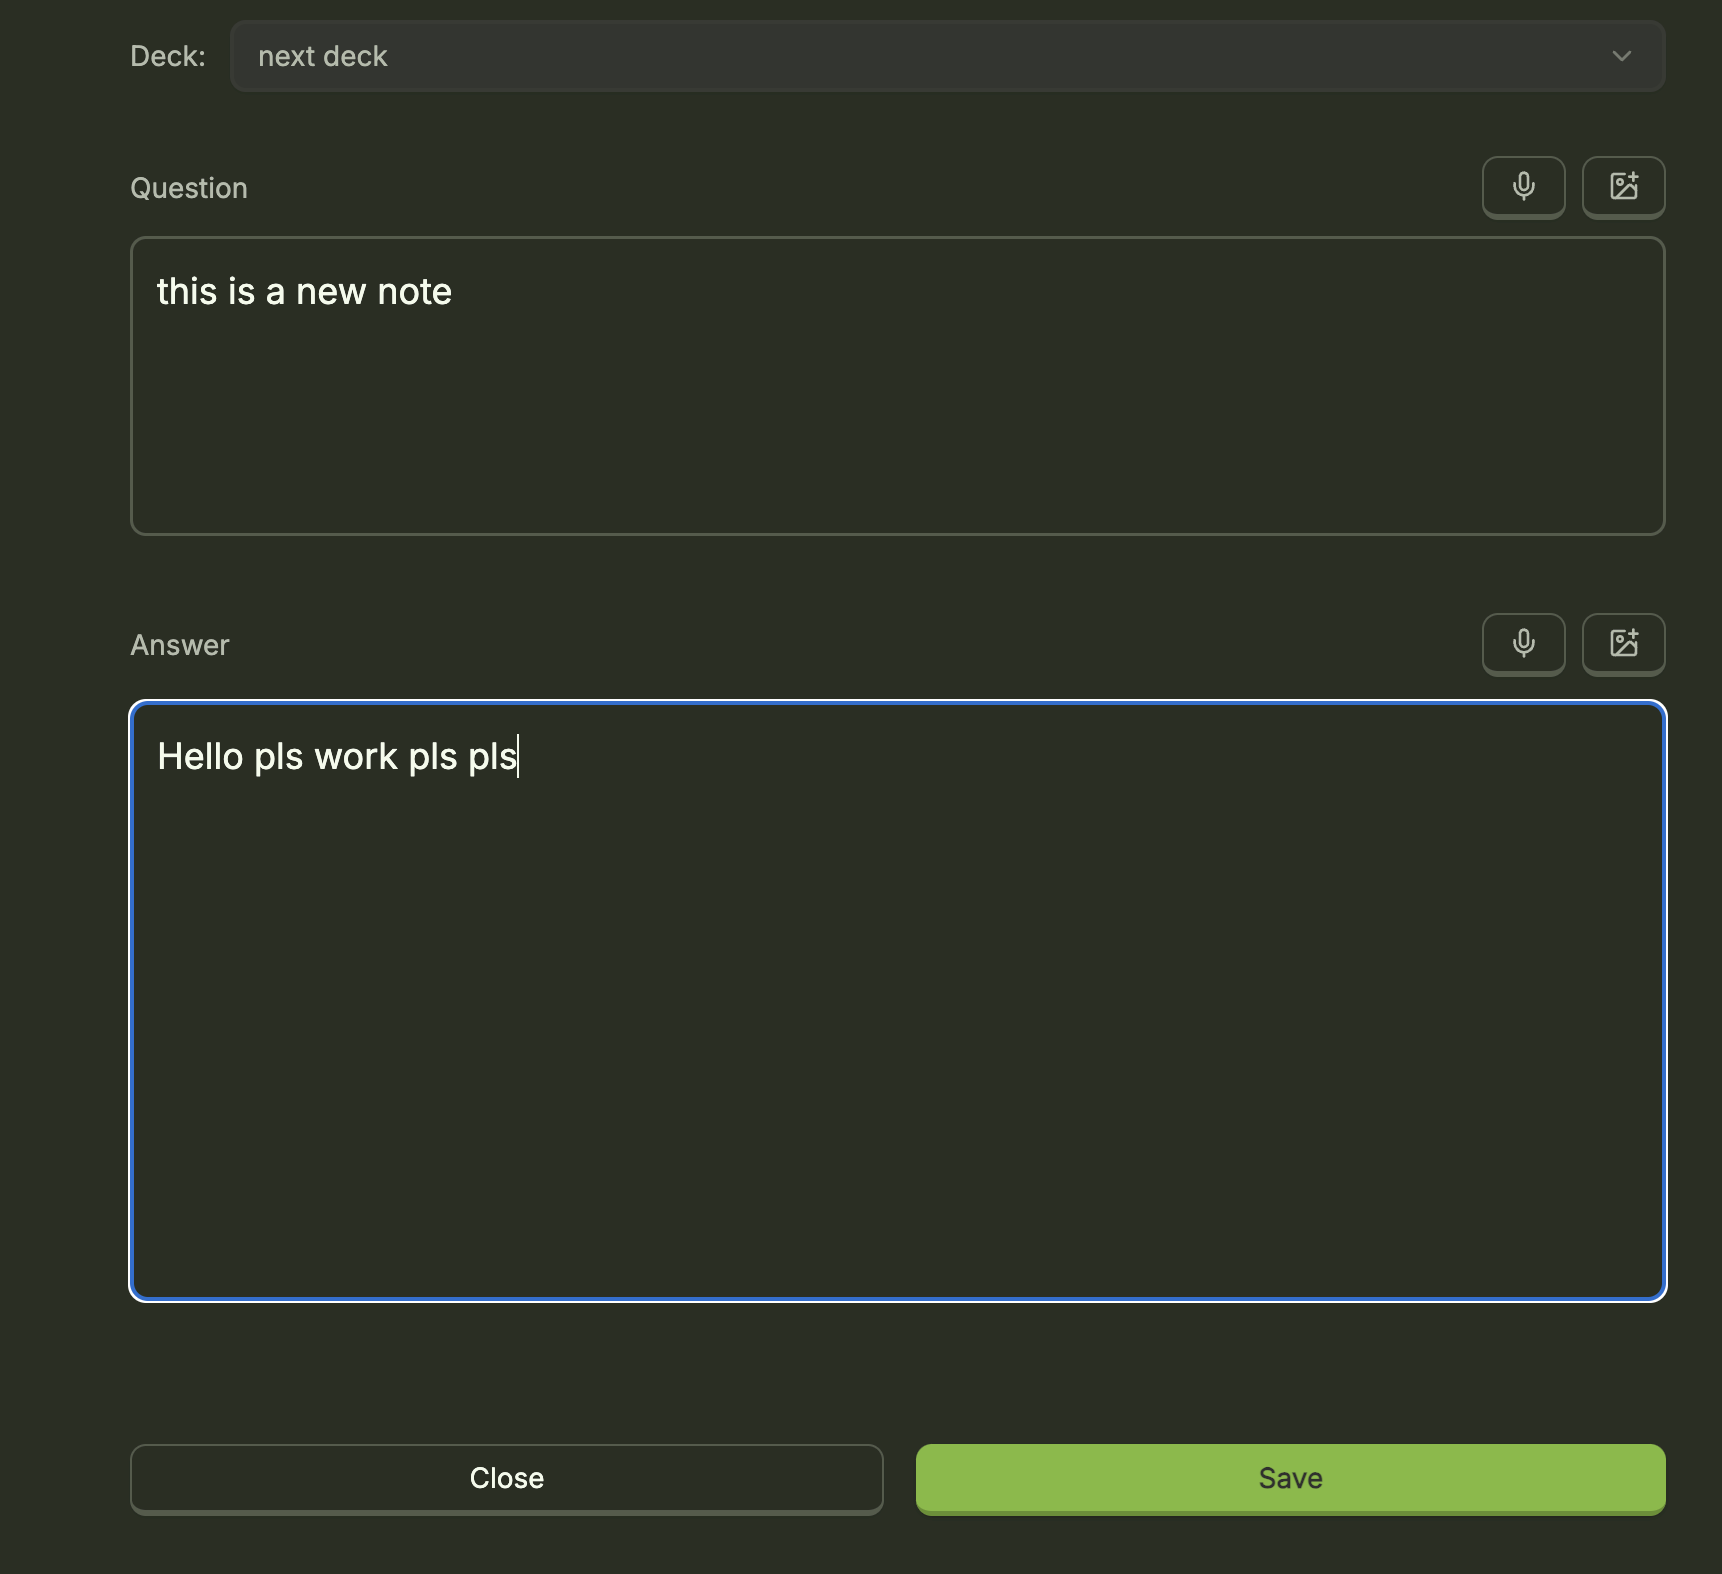 Deck: next deck
Question
this is a new note
Answer
Hello pls work pls pls
Close Save